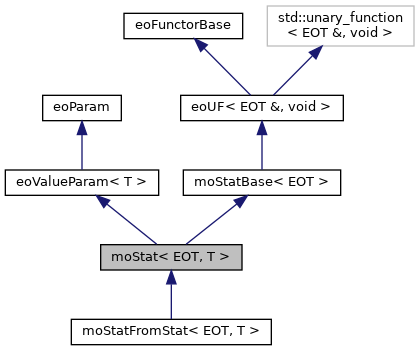 eoFunctorBase
std::unary_function
< EOT &, void >
eoParam
eoUF< EOT &, void >
eoValueParam< T >
moStatBase< EOT >
moStat< EOT, T >
moStatFromStat< EOT, T >